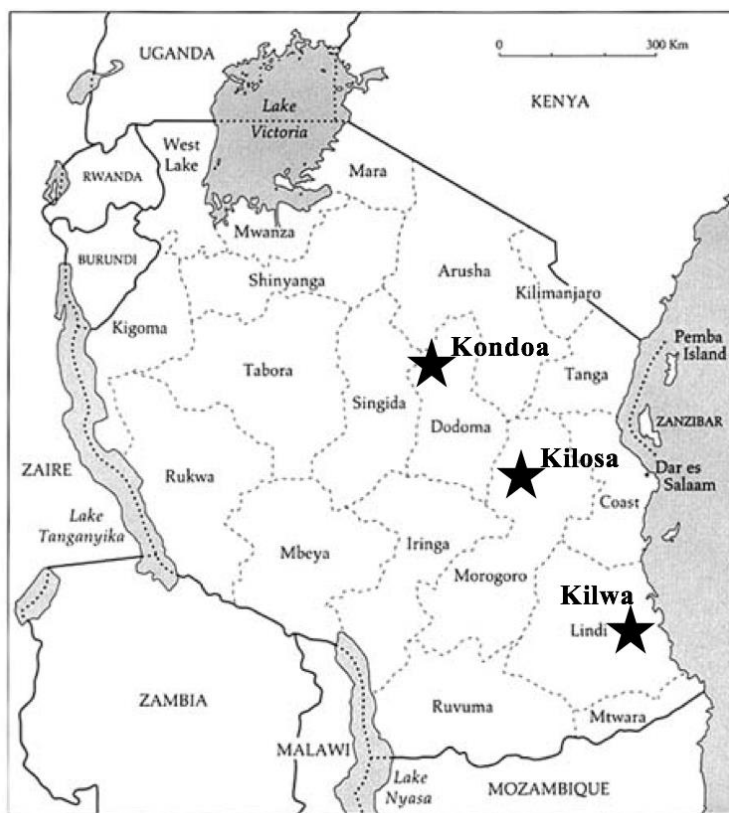 UGANDA
0
300 Km
KENYA
Lake
Victoria
West
Lake
Mara
RWANDA
Mwanza
BURUNDI
Shinyanga
Arusha
Kilimanjaro
Kigoma
Kondoa
Pemba
Island
Tabora
Singida
Tanga
Dodoma
ZANZIBAR
Kilosa
ZAIRE
Rukwa
Dar es
Salaam
Coast
Lake
Tanganyika
Iringa
Mbeya
Morogoro
Kilwa
Lindi
ZAMBIA
Ruvuma
Mtwara
MALAWI
Lake
Nyasa
MOZAMBIQUE